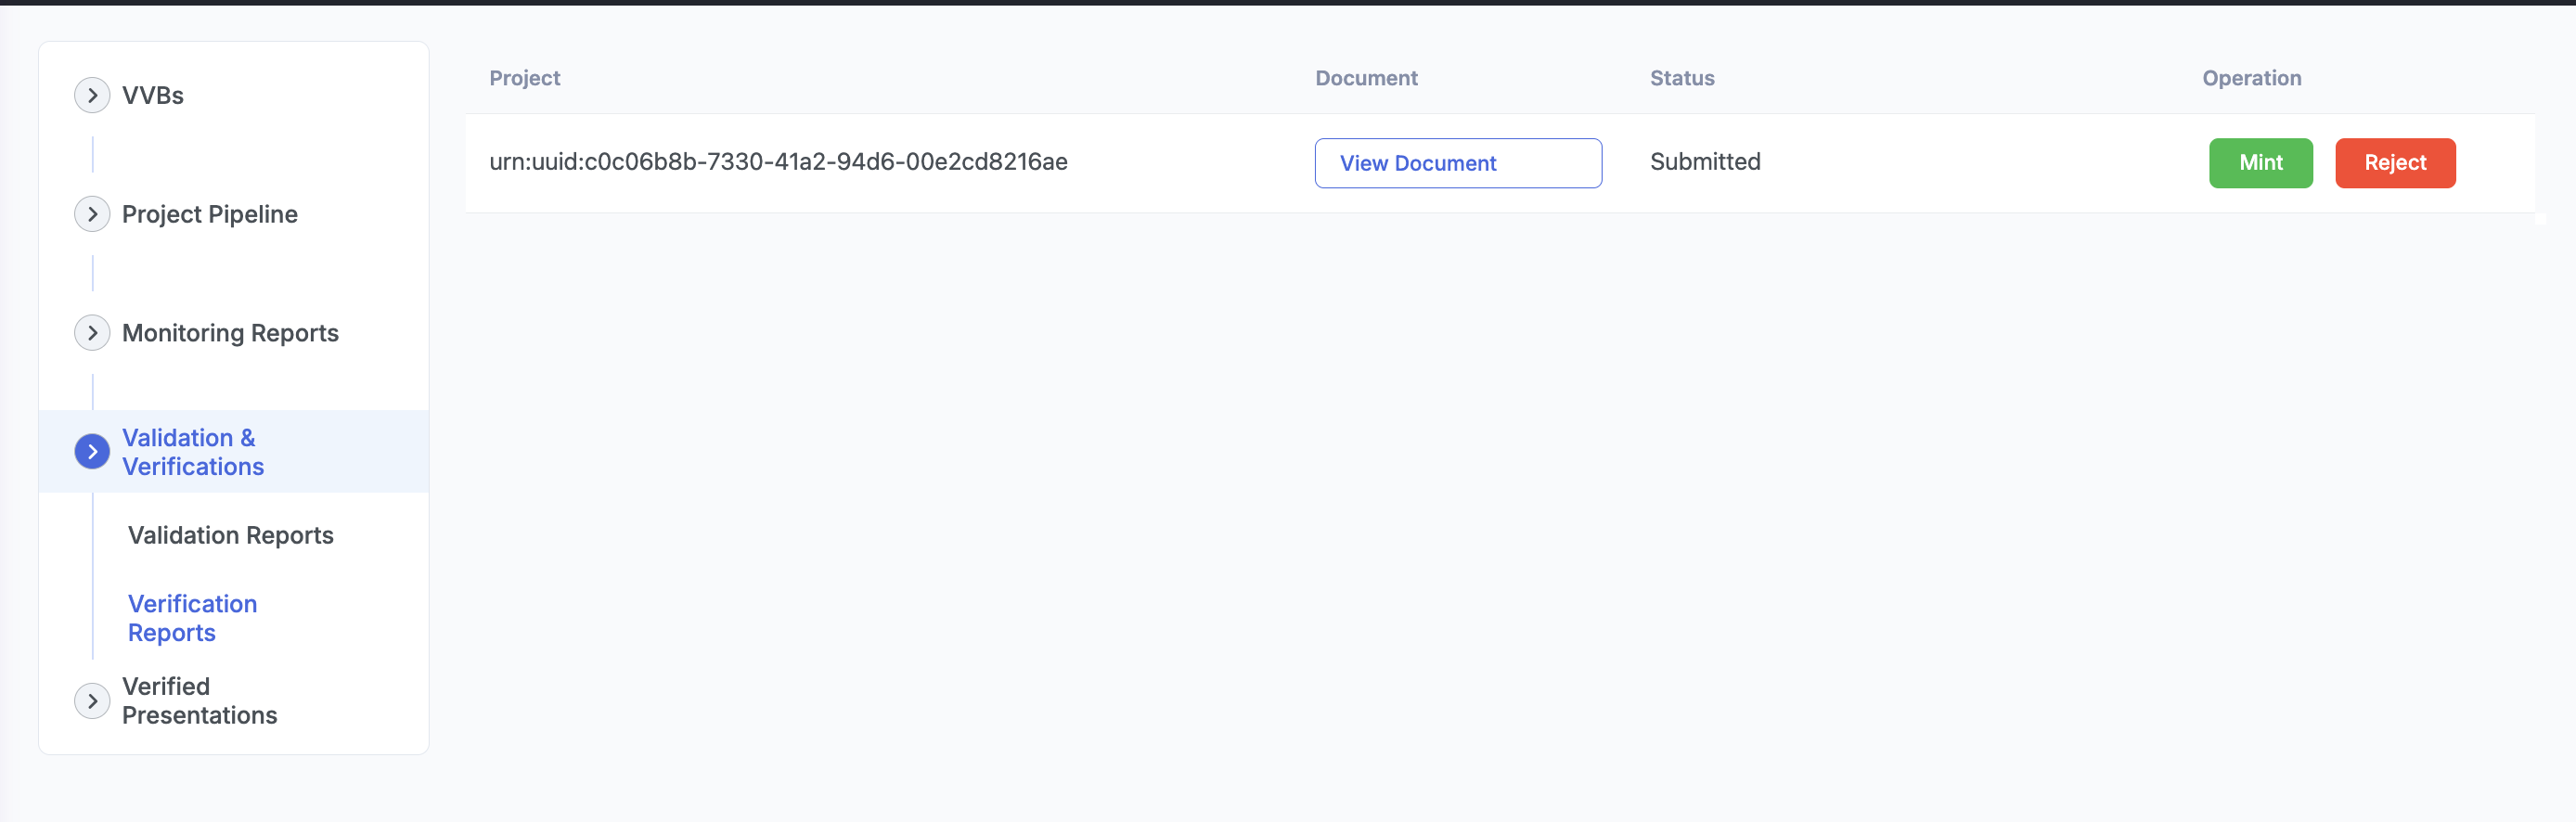 VVBs
Project Pipeline
Monitoring Reports
Validation &
Verifications
Validation Reports
Verification
Reports
Verified
Presentations
Project Document Status Operation
urn:uuid:c0c06b8b-7330-41a2-94d6-00e2cd8216ae View Document Submitted Mint Reject